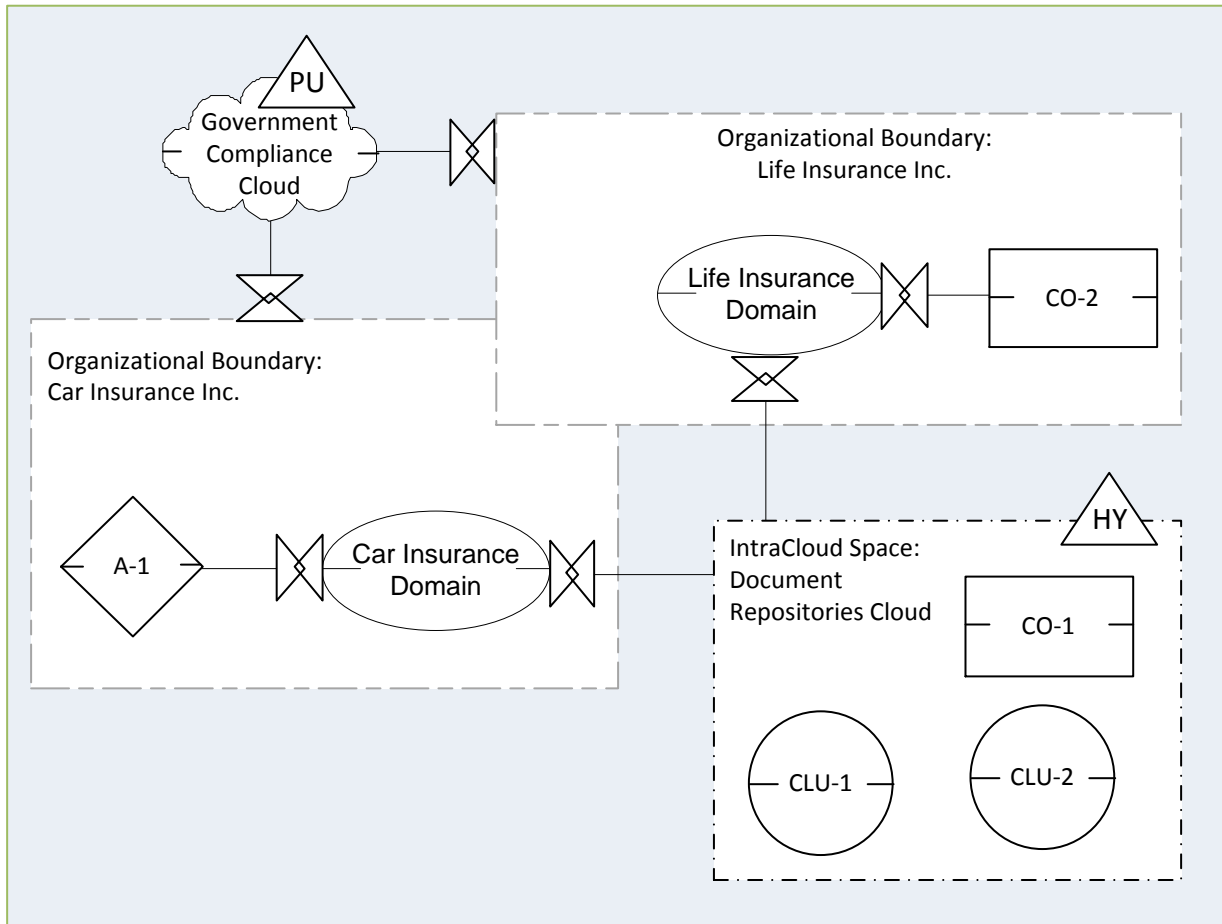 PU
Government
Compliance
Cloud
Organizational Boundary:
Life Insurance Inc.
Life Insurance
Domain
CO-2
Organizational Boundary:
Car Insurance Inc.
A-1
Car Insurance
Domain
HY
IntraCloud Space:
Document
Repositories Cloud
CO-1
CLU-1
CLU-2